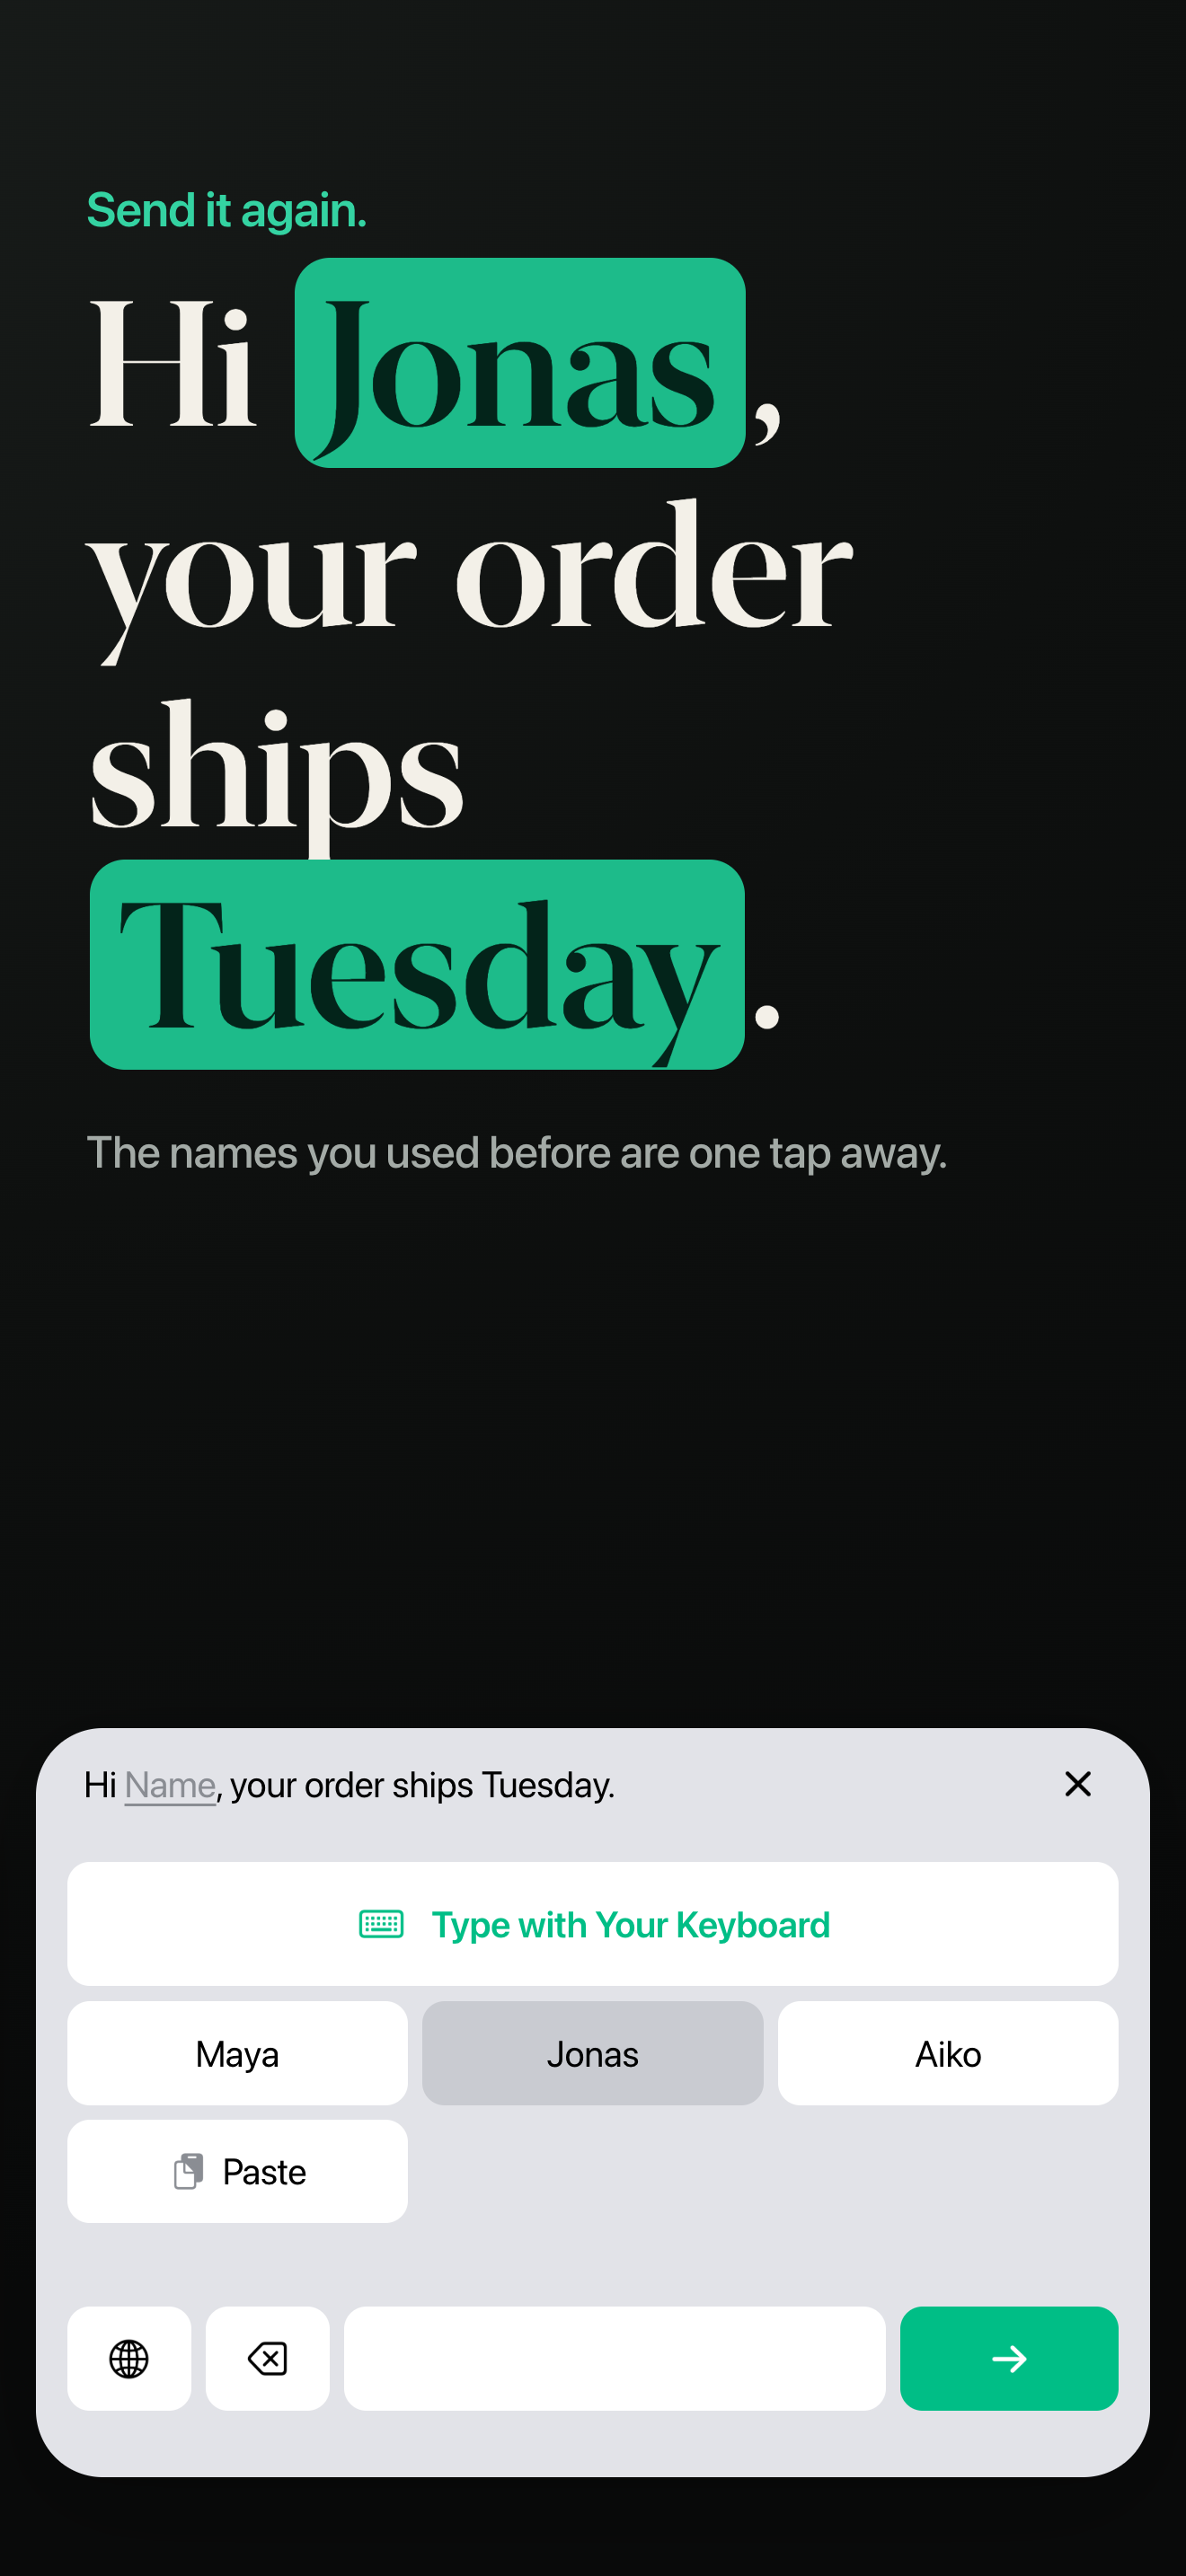 Send it again.
Hi Jonas,
your order
ships
Tuesday.
The names you used before are one tap away.
Hi Name, your order ships Tuesday.
Type with Your Keyboard
Maya
Jonas
Aiko
Paste